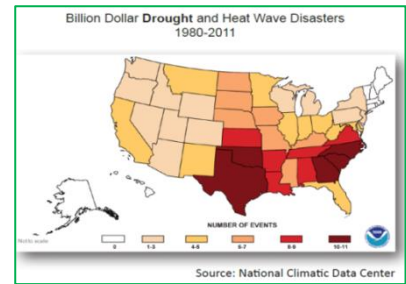 Billion Dollar Drought and Heat Wave Disasters
1980-2011
NUMBER OF EVENTS
0
1-3
4-5
6-7
8-9
10-11
Source: National Climatic Data Center